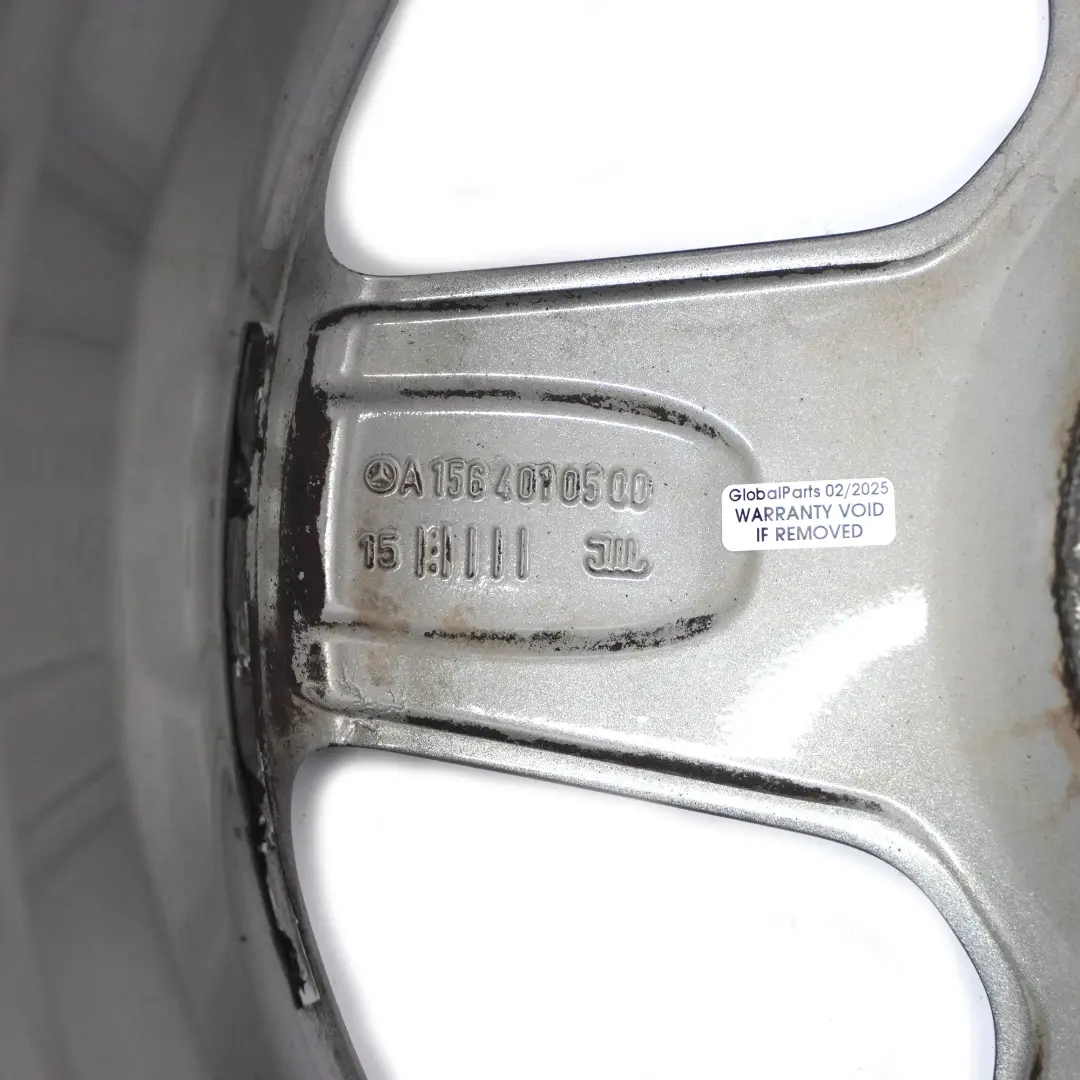 A 156 401 05 00
15
GlobalParts 02/2025
WARRANTY VOID
IF REMOVED